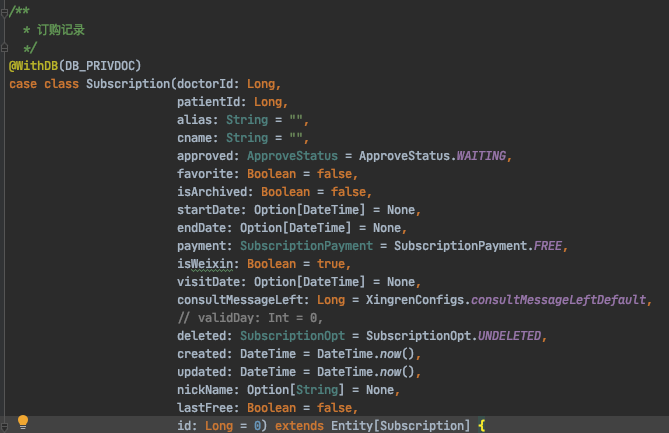 /**
 * 订购记录
 */
@WithDB(DB_PRIVDOC)
case class Subscription(doctorId: Long,
                        patientId: Long,
                        alias: String = "",
                        cname: String = "",
                        approved: ApproveStatus = ApproveStatus.WAITING,
                        favorite: Boolean = false,
                        isArchived: Boolean = false,
                        startDate: Option[DateTime] = None,
                        endDate: Option[DateTime] = None,
                        payment: SubscriptionPayment = SubscriptionPayment.FREE,
                        isWeixin: Boolean = true,
                        visitDate: Option[DateTime] = None,
                        consultMessageLeft: Long = XingrenConfigs.consultMessageLeftDefault,
                        // validDay: Int = 0,
                        deleted: SubscriptionOpt = SubscriptionOpt.UNDELETED,
                        created: DateTime = DateTime.now(),
                        updated: DateTime = DateTime.now(),
                        nickName: Option[String] = None,
                        lastFree: Boolean = false,
                        id: Long = 0) extends Entity[Subscription] {